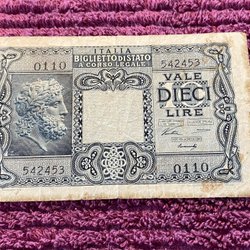 ITALIA
BIGLIETTO DI STATO
A CORSO LEGALE
0110
542453
VALE
DIECI
LIRE
542453
0110